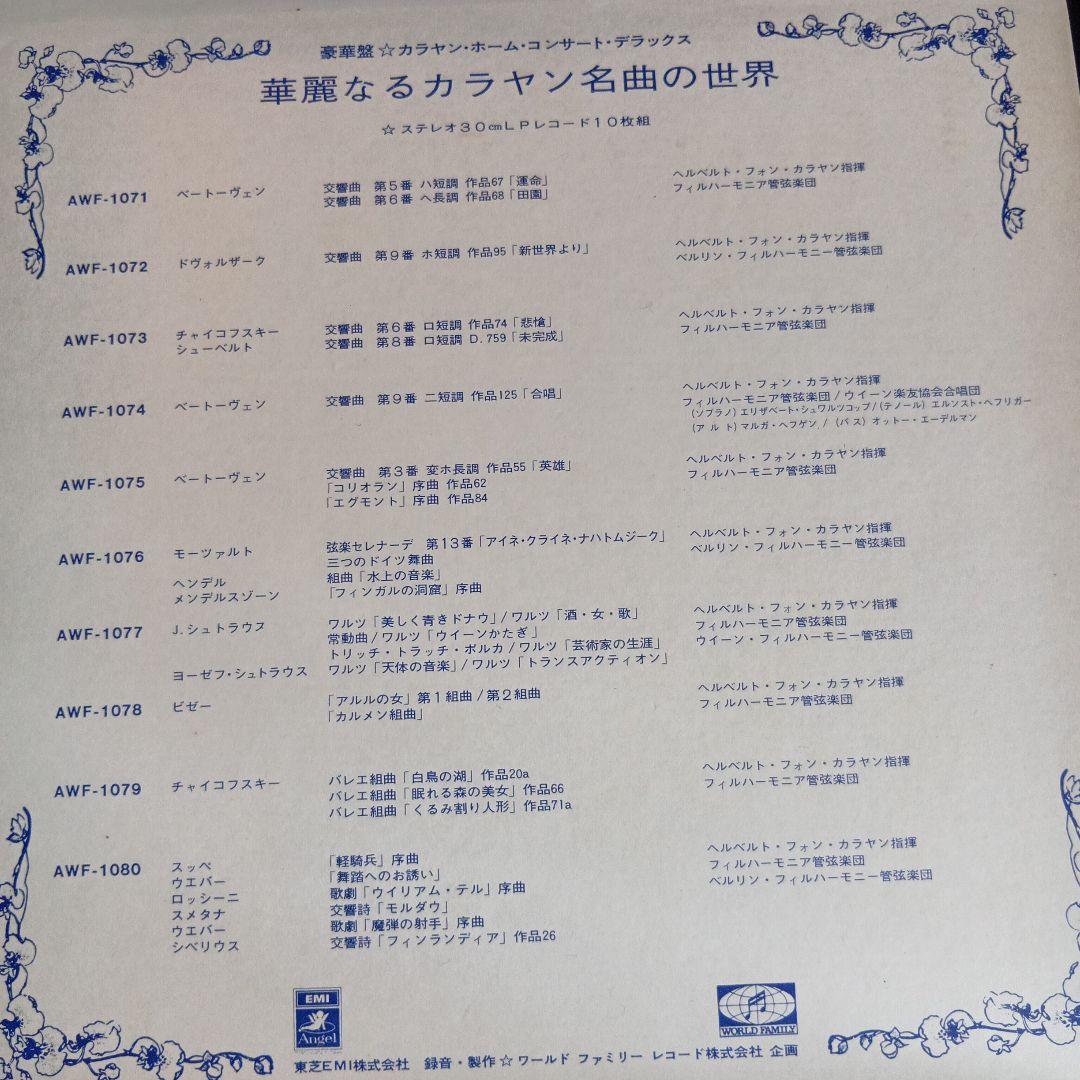 豪華盤☆カラヤン・ホーム・コンサート・デラックス
華麗なるカラヤン名曲の世界
☆ステレオ30㎝LPレコード10枚組
AWF-1071 ベートーヴェン 交響曲 第5番 ハ短調 作品67「運命」 ヘルベルト・フォン・カラヤン指揮
交響曲 第6番 ヘ長調 作品68「田園」 フィルハーモニア管弦楽団
AWF-1072 ドヴォルザーク 交響曲 第9番 ホ短調 作品95「新世界より」 ヘルベルト・フォン・カラヤン指揮
ベルリン・フィルハーモニー管弦楽団
AWF-1073 チャイコフスキー 交響曲 第6番 ロ短調 作品74「悲愴」 ヘルベルト・フォン・カラヤン指揮
シューベルト 交響曲 第8番 ロ短調 D.759「未完成」 フィルハーモニア管弦楽団
AWF-1074 ベートーヴェン 交響曲 第9番 ニ短調 作品125「合唱」 ヘルベルト・フォン・カラヤン指揮
フィルハーモニア管弦楽団/ウイーン楽友協会合唱団
(ソプラノ)エリザベート・シュワルツコップ/(テノール)エルンスト・ヘフリガー
(アルト)マルガ・ヘフゲン/(バス)オットー・エーデルマン
AWF-1075 ベートーヴェン 交響曲 第3番 変ホ長調 作品55「英雄」 ヘルベルト・フォン・カラヤン指揮
「コリオラン」序曲 作品62 フィルハーモニア管弦楽団
「エグモント」序曲 作品84
AWF-1076 モーツァルト 弦楽セレナーデ 第13番「アイネ・クライネ・ナハトムジーク」 ヘルベルト・フォン・カラヤン指揮
三つのドイツ舞曲 ベルリン・フィルハーモニー管弦楽団
ヘンデル 組曲「水上の音楽」
メンデルスゾーン 「フィンガルの洞窟」序曲
AWF-1077 J.シュトラウス ワルツ「美しく青きドナウ」/ワルツ「酒・女・歌」 ヘルベルト・フォン・カラヤン指揮
常動曲/ワルツ「ウイーンかたぎ」 フィルハーモニア管弦楽団
トリッチ・トラッチ・ポルカ/ワルツ「芸術家の生涯」 ウイーン・フィルハーモニー管弦楽団
ヨーゼフ・シュトラウス ワルツ「天体の音楽」/ワルツ「トランスアクティオン」
AWF-1078 ビゼー 「アルルの女」第1組曲/第2組曲 ヘルベルト・フォン・カラヤン指揮
「カルメン組曲」 フィルハーモニア管弦楽団
AWF-1079 チャイコフスキー バレエ組曲「白鳥の湖」作品20a ヘルベルト・フォン・カラヤン指揮
バレエ組曲「眠れる森の美女」作品66 フィルハーモニア管弦楽団
バレエ組曲「くるみ割り人形」作品71a
AWF-1080 スッペ 「軽騎兵」序曲 ヘルベルト・フォン・カラヤン指揮
ウエバー 「舞踏へのお誘い」 フィルハーモニア管弦楽団
ロッシーニ 歌劇「ウイリアム・テル」序曲 ベルリン・フィルハーモニー管弦楽団
スメタナ 交響詩「モルダウ」
ウエバー 歌劇「魔弾の射手」序曲
シベリウス 交響詩「フィンランディア」作品26
EMI
Angel
WORLD FAMILY
東芝EMI株式会社 録音・製作☆ワールド ファミリー レコード株式会社 企画